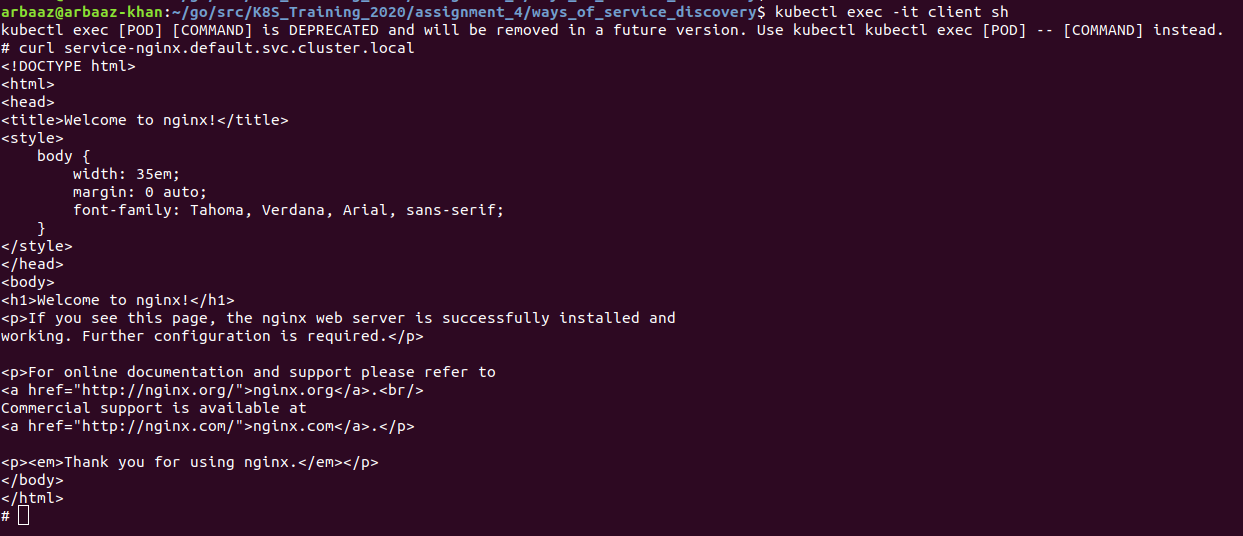 arbaaz@arbaaz-khan:~/go/src/K8S_Training_2020/assignment_4/ways_of_service_discovery$ kubectl exec -it client sh
kubectl exec [POD] [COMMAND] is DEPRECATED and will be removed in a future version. Use kubectl kubectl exec [POD] -- [COMMAND] instead.
# curl service-nginx.default.svc.cluster.local
<!DOCTYPE html>
<html>
<head>
<title>Welcome to nginx!</title>
<style>
    body {
        width: 35em;
        margin: 0 auto;
        font-family: Tahoma, Verdana, Arial, sans-serif;
    }
</style>
</head>
<body>
<h1>Welcome to nginx!</h1>
<p>If you see this page, the nginx web server is successfully installed and
working. Further configuration is required.</p>

<p>For online documentation and support please refer to
<a href="http://nginx.org/">nginx.org</a>.<br/>
Commercial support is available at
<a href="http://nginx.com/">nginx.com</a>.</p>

<p><em>Thank you for using nginx.</em></p>
</body>
</html>
#